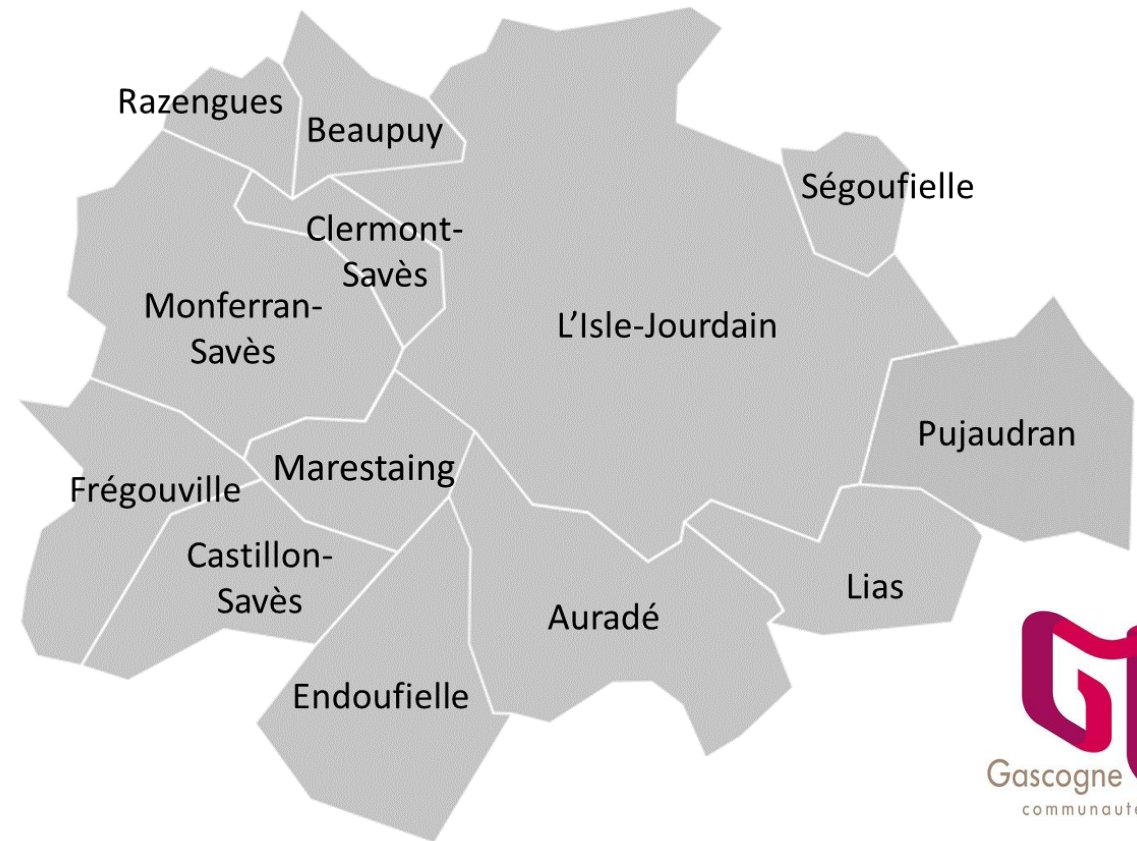 Razengues
Beaupuy
Ségoufielle
Clermont-
Savès
Monferran-
Savès
L'Isle-Jourdain
Pujaudran
Marestaing
Frégouville
Castillon-
Savès
Lias
Auradé
Endoufielle
Gascogne